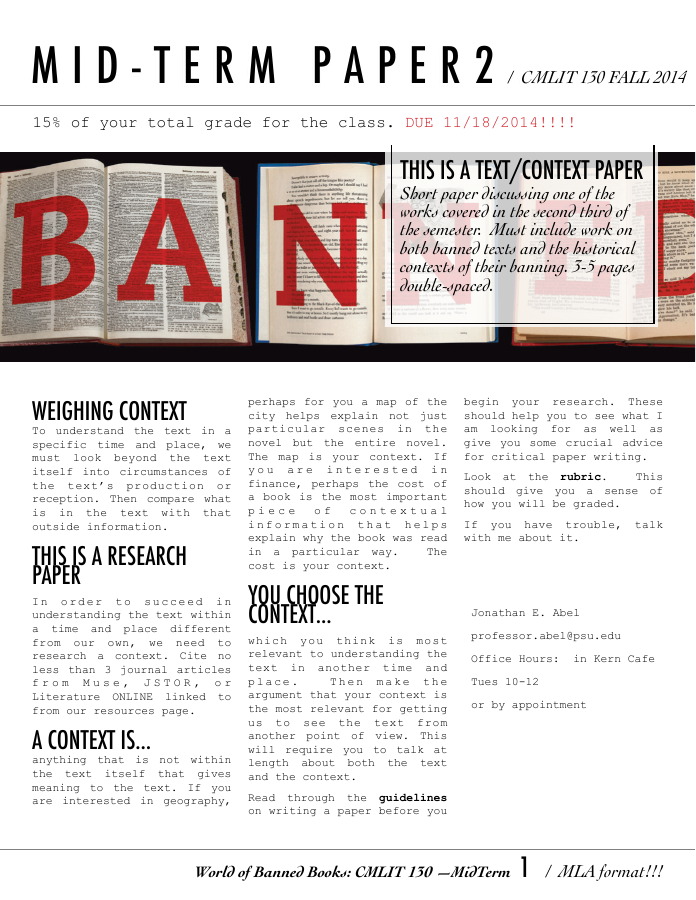 MID-TERM PAPER2 / CMLIT 130 FALL 2014
15% of your total grade for the class. DUE 11/18/2014!!!!
BANNED
THIS IS A TEXT/CONTEXT PAPER
Short paper discussing one of the
works covered in the second third of
the semester. Must include work on
both banned texts and the historical
contexts of their banning. 3-5 pages
double-spaced.
WEIGHING CONTEXT
To understand the text in a
specific time and place, we
must look beyond the text
itself into circumstances of
the text's production or
reception. Then compare what
is in the text with that
outside information.
THIS IS A RESEARCH
PAPER
In order to succeed in
understanding the text within
a time and place different
from our own, we need to
research a context. Cite no
less than 3 journal articles
from Muse, JSTOR, or
Literature ONLINE linked to
from our resources page.
A CONTEXT IS...
anything that is not within
the text itself that gives
meaning to the text. If you
are interested in geography,
perhaps for you a map of the
city helps explain not just
particular scenes in the
novel but the entire novel.
The map is your context. If
you are interested in
finance, perhaps the cost of
a book is the most important
piece of contextual
information that helps
explain why the book was read
in a particular way. The
cost is your context.
YOU CHOOSE THE
CONTEXT...
which you think is most
relevant to understanding the
text in another time and
place. Then make the
argument that your context is
the most relevant for getting
us to see the text from
another point of view. This
will require you to talk at
length about both the text
and the context.
Read through the guidelines
on writing a paper before you
begin your research. These
should help you to see what I
am looking for as well as
give you some crucial advice
for critical paper writing.
Look at the rubric. This
should give you a sense of
how you will be graded.
If you have trouble, talk
with me about it.
Jonathan E. Abel
professor.abel@psu.edu
Office Hours: in Kern Cafe
Tues 10-12
or by appointment
World of Banned Books: CMLIT 130 —MidTerm 1 / MLA format!!!